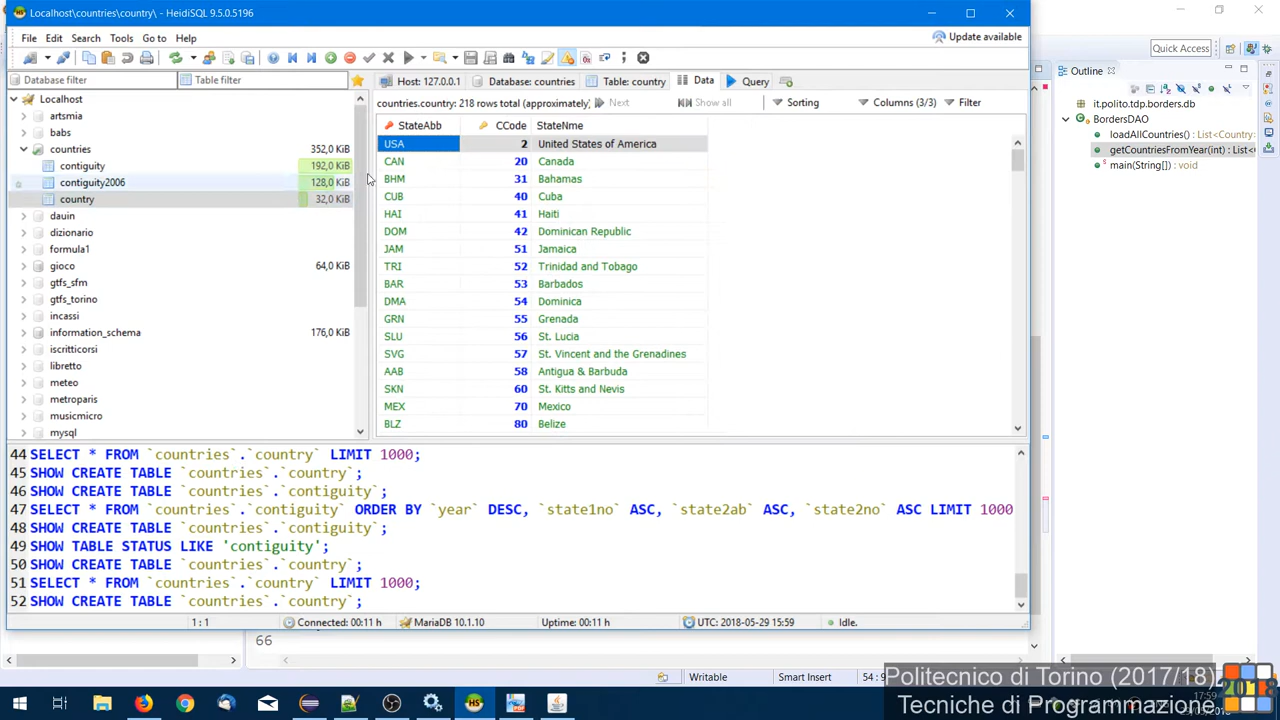 Localhost\countries\country\ - HeidiSQL 9.5.0.5196
File Edit Search Tools Go to Help
Update available
Quick Access
Database filter
Table filter
Host: 127.0.0.1
Database: countries
Table: country
Data
Query
Outline
countries.country: 218 rows total (approximately)
Next
Show all
Sorting
Columns (3/3)
Filter
StateAbb CCode StateNme
USA 2 United States of America
CAN 20 Canada
BHM 31 Bahamas
CUB 40 Cuba
HAI 41 Haiti
DOM 42 Dominican Republic
JAM 51 Jamaica
TRI 52 Trinidad and Tobago
BAR 53 Barbados
DMA 54 Dominica
GRN 55 Grenada
SLU 56 St. Lucia
SVG 57 St. Vincent and the Grenadines
AAB 58 Antigua & Barbuda
SKN 60 St. Kitts and Nevis
MEX 70 Mexico
BLZ 80 Belize
Localhost
artsmia
babs
countries 352,0 KiB
contiguity 192,0 KiB
contiguity2006 128,0 KiB
country 32,0 KiB
dauin
dizionario
formula1
gioco 64,0 KiB
gtfs_sfm
gtfs_torino
incassi
information_schema 176,0 KiB
iscritticorsi
libretto
meteo
metroparis
musicmicro
mysql
it.polito.tdp.borders.db
BordersDAO
loadAllCountries() : List<Country
getCountriesFromYear(int) : List<
main(String[]) : void
44 SELECT * FROM `countries`.`country` LIMIT 1000;
45 SHOW CREATE TABLE `countries`.`country`;
46 SHOW CREATE TABLE `countries`.`contiguity`;
47 SELECT * FROM `countries`.`contiguity` ORDER BY `year` DESC, `state1no` ASC, `state2ab` ASC, `state2no` ASC LIMIT 1000
48 SHOW CREATE TABLE `countries`.`contiguity`;
49 SHOW TABLE STATUS LIKE 'contiguity';
50 SHOW CREATE TABLE `countries`.`country`;
51 SELECT * FROM `countries`.`country` LIMIT 1000;
52 SHOW CREATE TABLE `countries`.`country`;
1 : 1
Connected: 00:11 h
MariaDB 10.1.10
Uptime: 00:11 h
UTC: 2018-05-29 15:59
Idle.
66
Writable
Smart Insert
54 : 9
Politecnico di Torino (2017/18)
Tecniche di Programmazione
2018
17:59